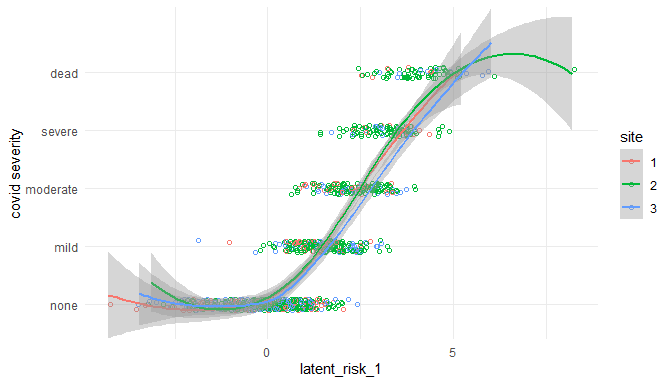 covid severity
dead
severe
moderate
mild
none
0
5
latent_risk_1
site
1
2
3